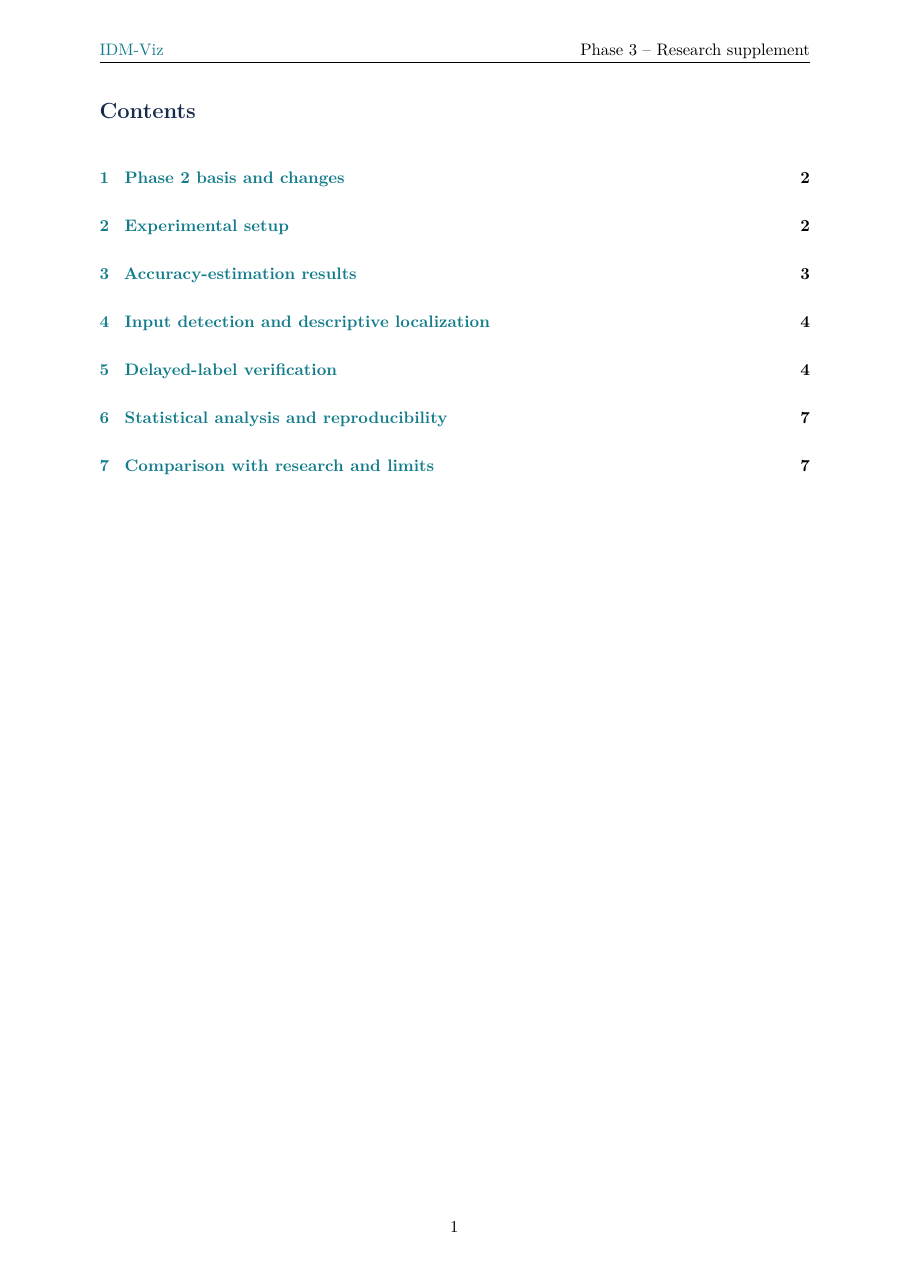 IDM-Viz Phase 3 – Research supplement
Contents
1 Phase 2 basis and changes 2
2 Experimental setup 2
3 Accuracy-estimation results 3
4 Input detection and descriptive localization 4
5 Delayed-label verification 4
6 Statistical analysis and reproducibility 7
7 Comparison with research and limits 7
1